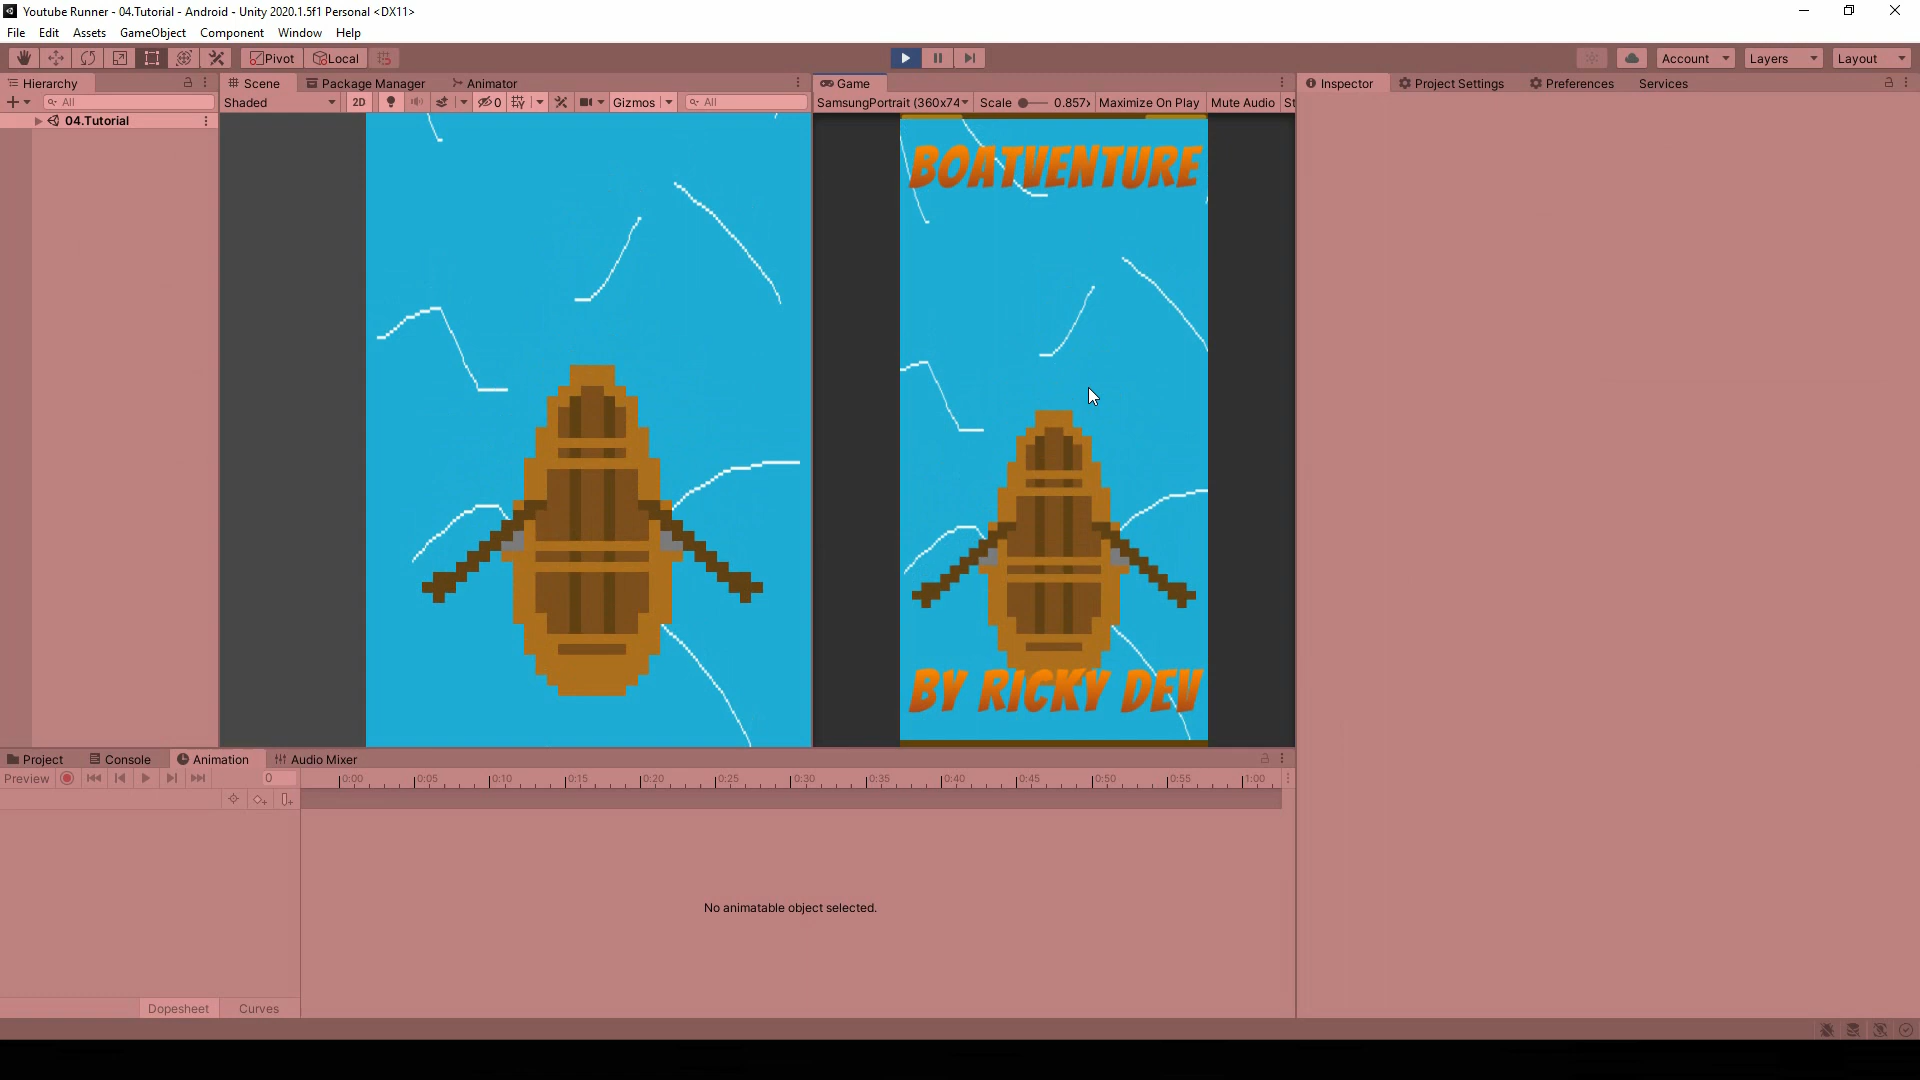 Youtube Runner - 04.Tutorial - Android - Unity 2020.1.5f1 Personal <DX11>
File Edit Assets GameObject Component Window Help
Pivot Local Account Layers Layout
Hierarchy Scene Package Manager Animator Game Inspector Project Settings Preferences Services
All Shaded 2D 0 Gizmos All SamsungPortrait (360x74 Scale 0.857x Maximize On Play Mute Audio St
04.Tutorial
BOATVENTURE
BY RICKY DEV
Project Console Animation Audio Mixer
Preview 0 0:00 0:05 0:10 0:15 0:20 0:25 0:30 0:35 0:40 0:45 0:50 0:55 1:00
No animatable object selected.
Dopesheet Curves